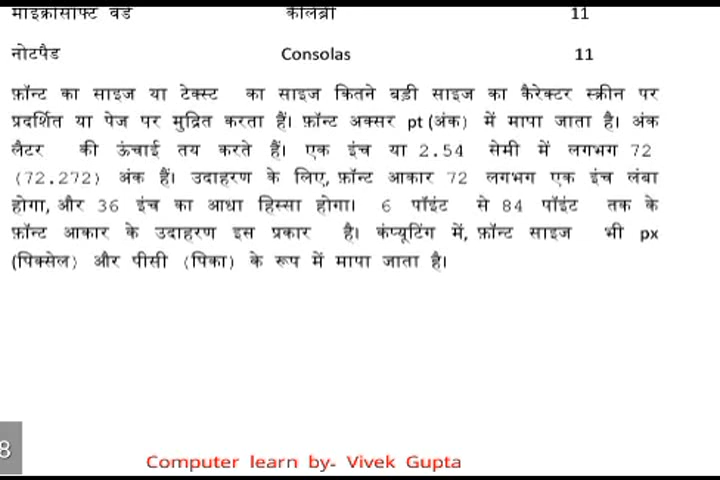 माइक्रोसॉफ्ट वर्ड कैलिब्री 11
नोटपैड Consolas 11
फ़ॉन्ट का साइज या टेक्स्ट का साइज कितने बड़ी साइज का कैरेक्टर स्क्रीन पर
प्रदर्शित या पेज पर मुद्रित करता हैं। फ़ॉन्ट अक्सर pt (अंक) में मापा जाता है। अंक
लैटर की ऊंचाई तय करते हैं। एक इंच या 2.54 सेमी में लगभग 72
(72.272) अंक हैं। उदाहरण के लिए, फ़ॉन्ट आकार 72 लगभग एक इंच लंबा
होगा, और 36 इंच का आधा हिस्सा होगा। 6 पॉइंट से 84 पॉइंट तक के
फ़ॉन्ट आकार के उदाहरण इस प्रकार है। कंप्यूटिंग में, फ़ॉन्ट साइज भी px
(पिक्सेल) और पीसी (पिका) के रूप में मापा जाता है।
8
Computer learn by- Vivek Gupta